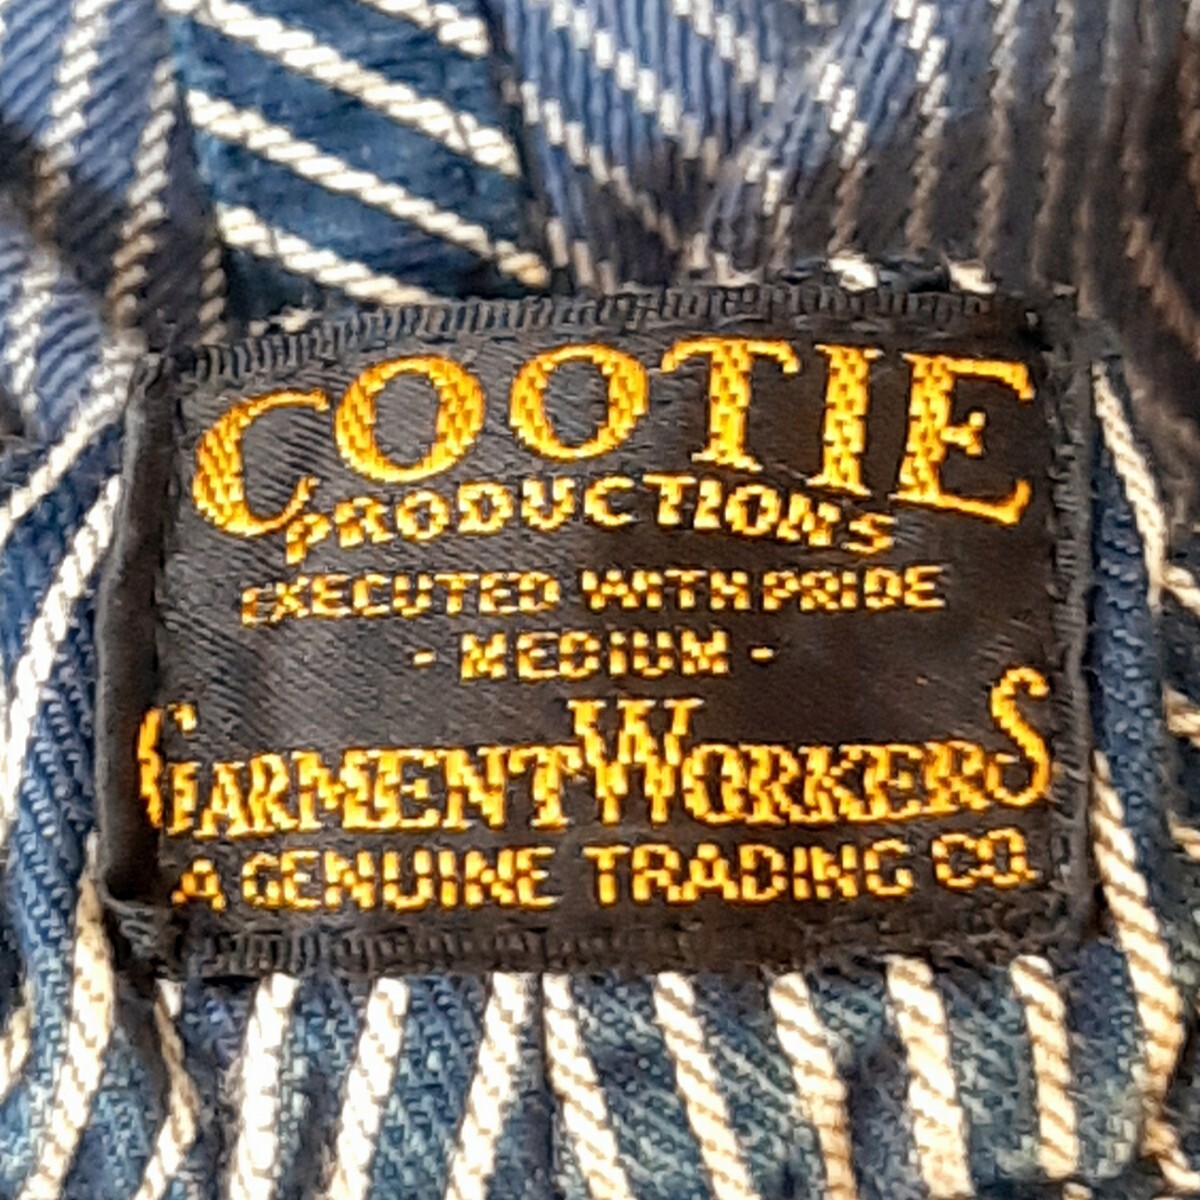 COOTIE
PRODUCTIONS
EXECUTED WITH PRIDE
- MEDIUM -
GARMENT WORKERS
A GENUINE TRADING CO.